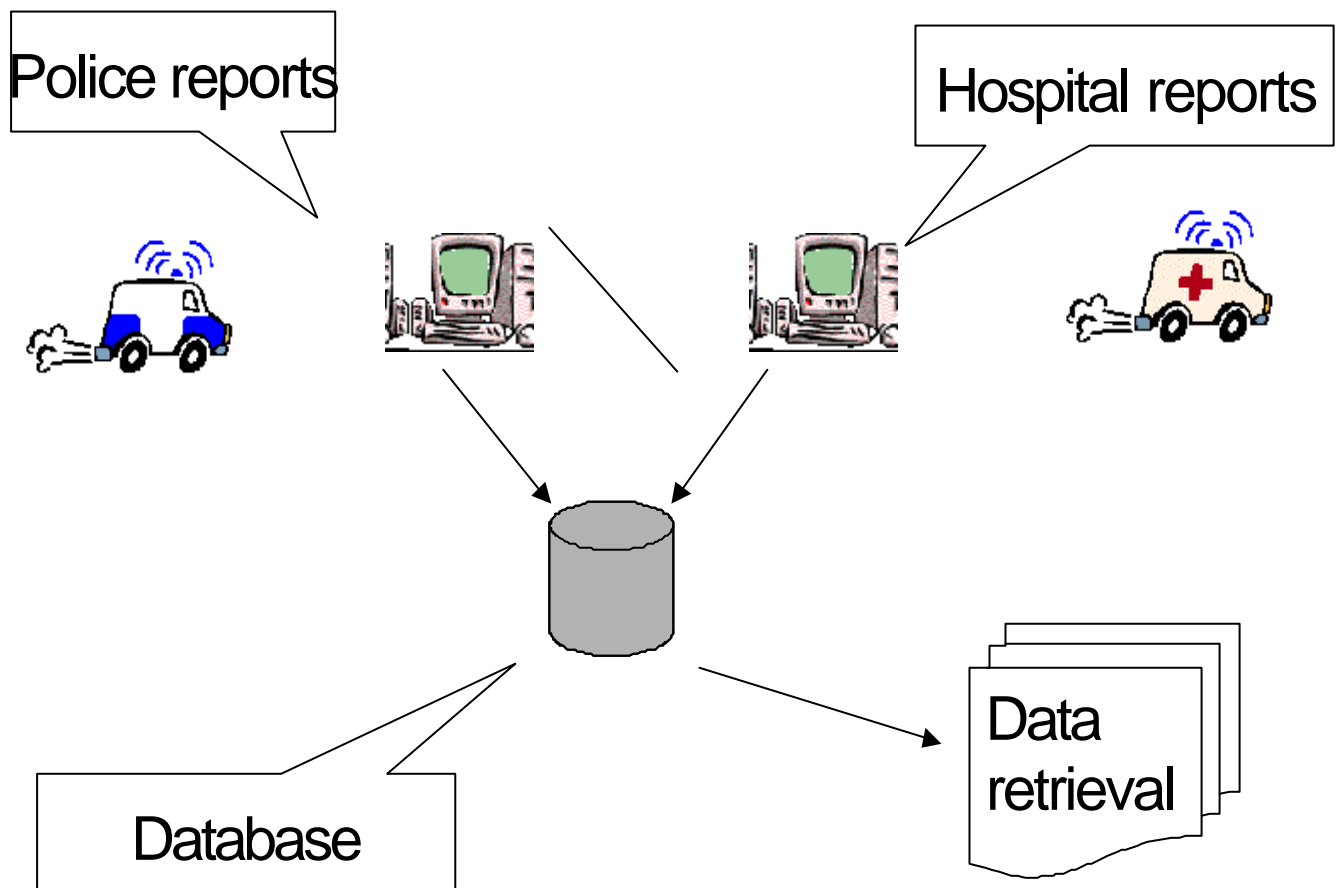 Police reports
Hospital reports
Data
retrieval
Database